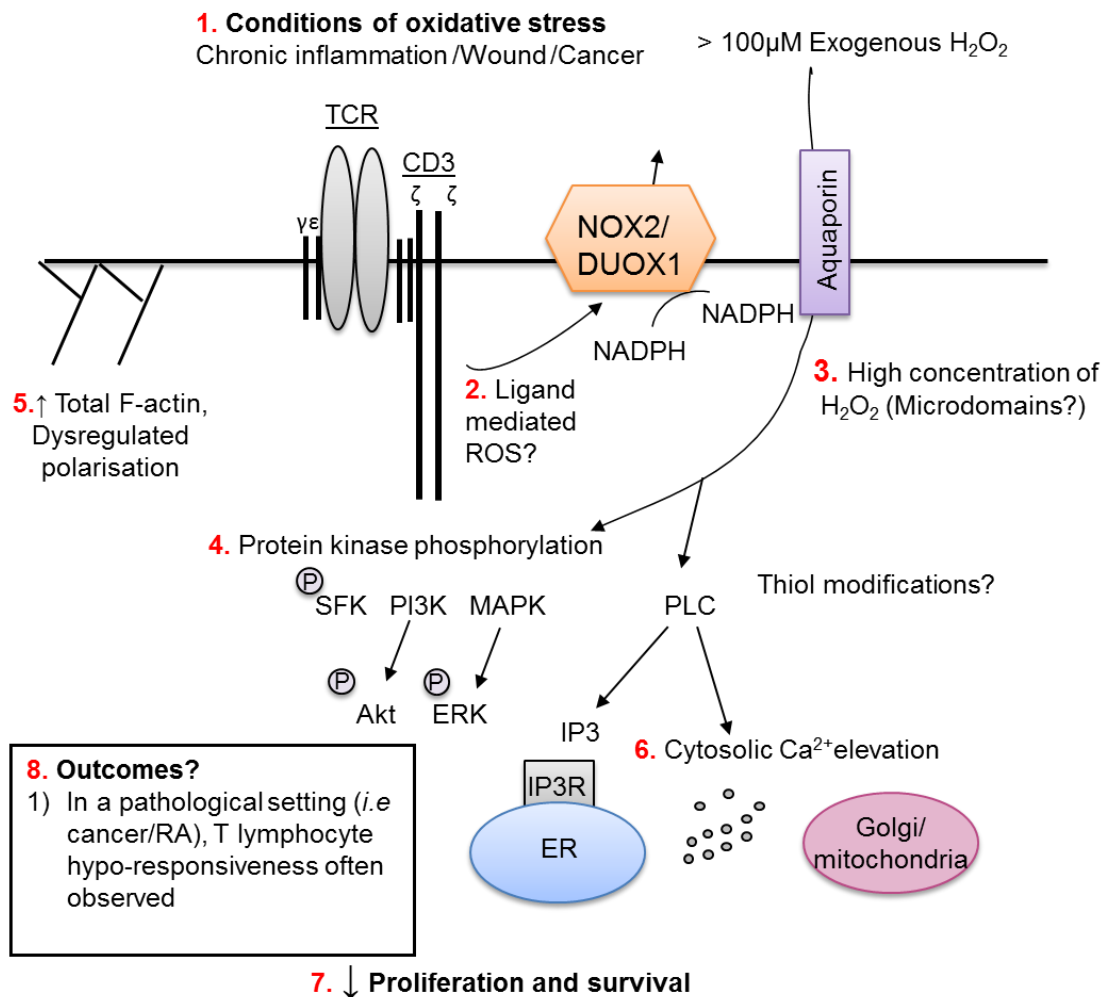 1. Conditions of oxidative stress
Chronic inflammation/Wound/Cancer
> 100µM Exogenous H₂O₂
TCR
CD3
ζ ζ
γε
NOX2/
DUOX1
Aquaporin
NADPH
NADPH
2. Ligand
mediated
ROS?
3. High concentration of
H₂O₂ (Microdomains?)
5.↑ Total F-actin,
Dysregulated
polarisation
4. Protein kinase phosphorylation
Thiol modifications?
P
SFK PI3K MAPK
PLC
P
P
Akt ERK
IP3
6. Cytosolic Ca²⁺elevation
IP3R
ER
Golgi/
mitochondria
8. Outcomes?
1) In a pathological setting (i.e
cancer/RA), T lymphocyte
hypo-responsiveness often
observed
7. ↓ Proliferation and survival